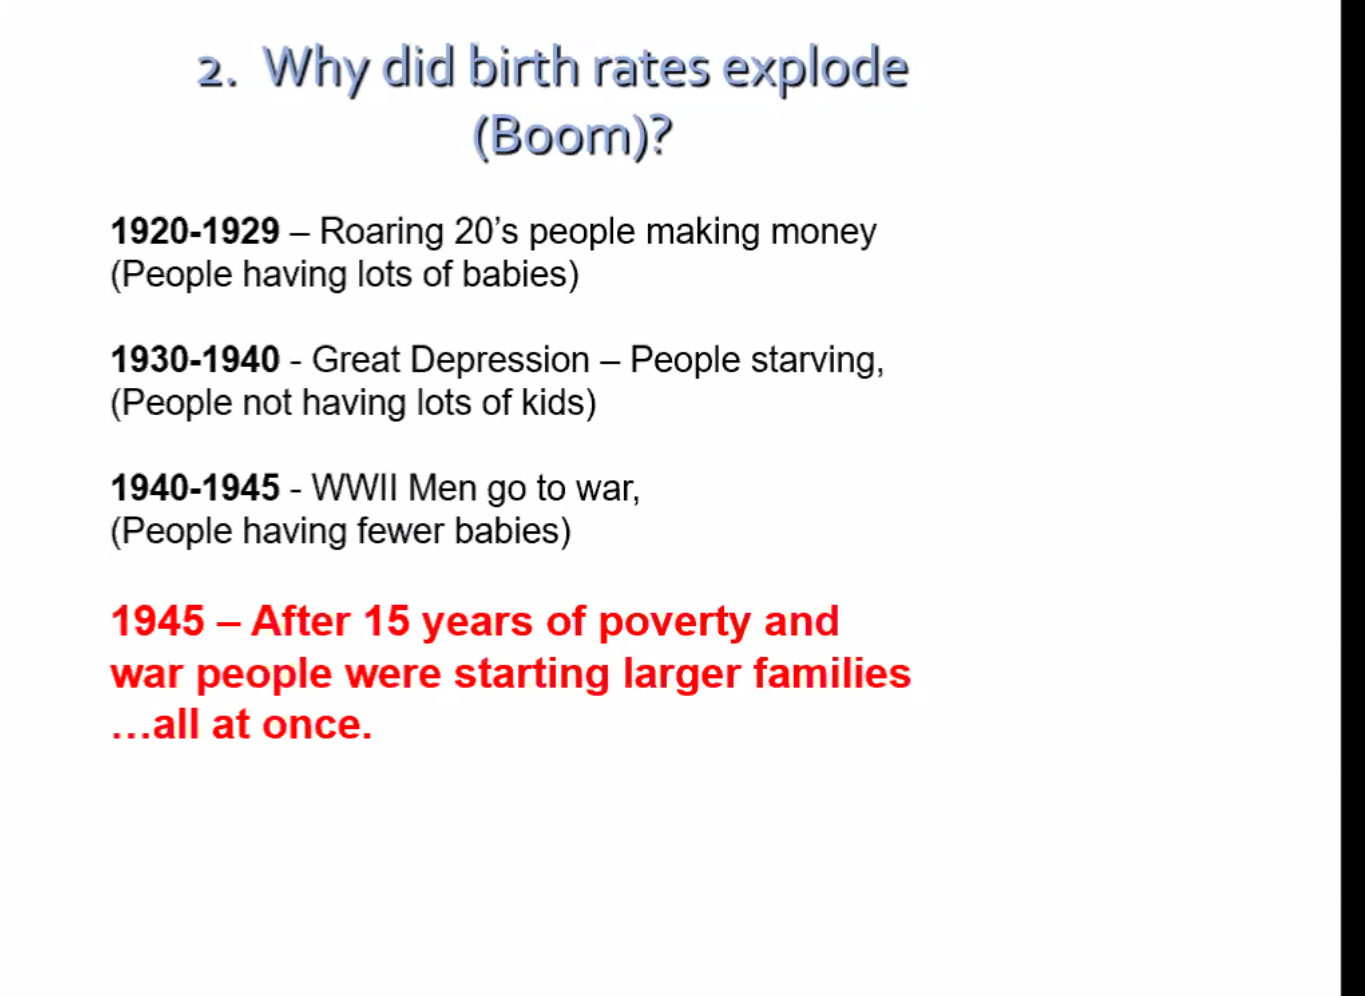 2. Why did birth rates explode
(Boom)?
1920-1929 – Roaring 20’s people making money
(People having lots of babies)
1930-1940 - Great Depression – People starving,
(People not having lots of kids)
1940-1945 - WWII Men go to war,
(People having fewer babies)
1945 – After 15 years of poverty and
war people were starting larger families
…all at once.